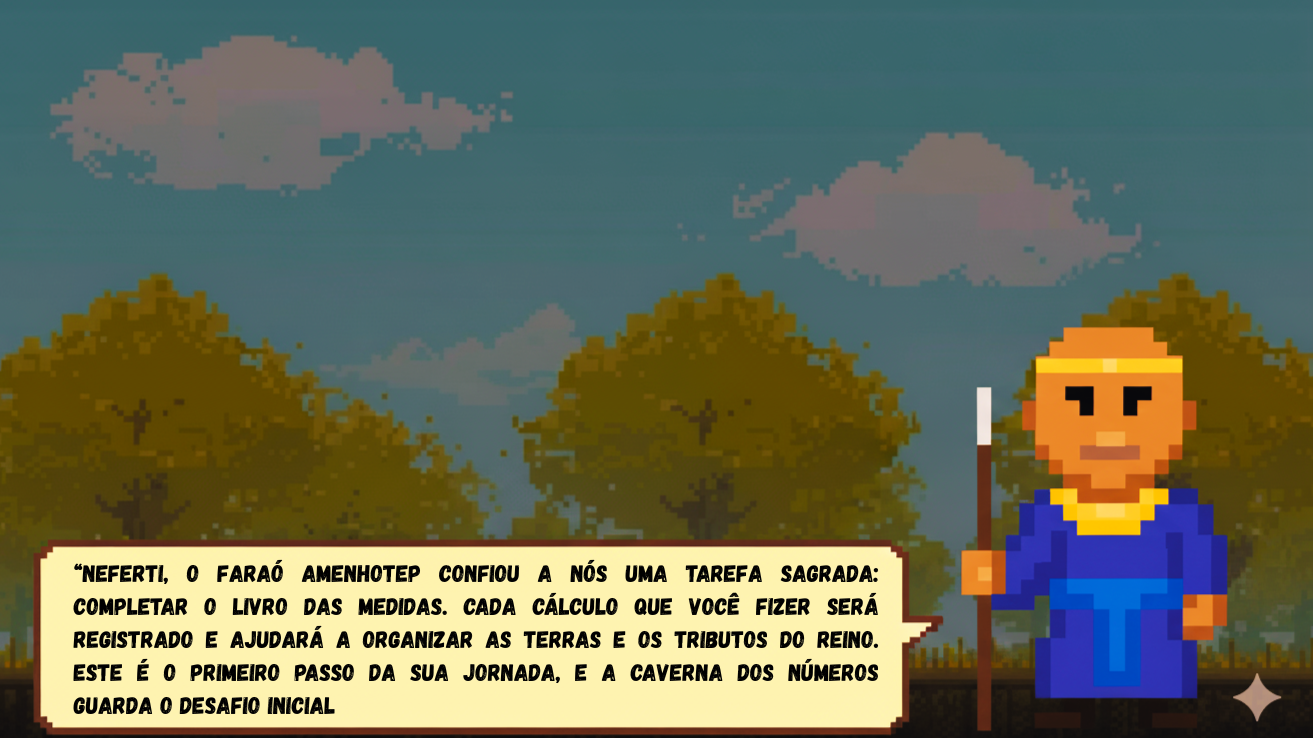 “NEFERTI, O FARAÓ AMENHOTEP CONFIOU A NÓS UMA TAREFA SAGRADA:
COMPLETAR O LIVRO DAS MEDIDAS. CADA CÁLCULO QUE VOCÊ FIZER SERÁ
REGISTRADO E AJUDARÁ A ORGANIZAR AS TERRAS E OS TRIBUTOS DO REINO.
ESTE É O PRIMEIRO PASSO DA SUA JORNADA, E A CAVERNA DOS NÚMEROS
GUARDA O DESAFIO INICIAL